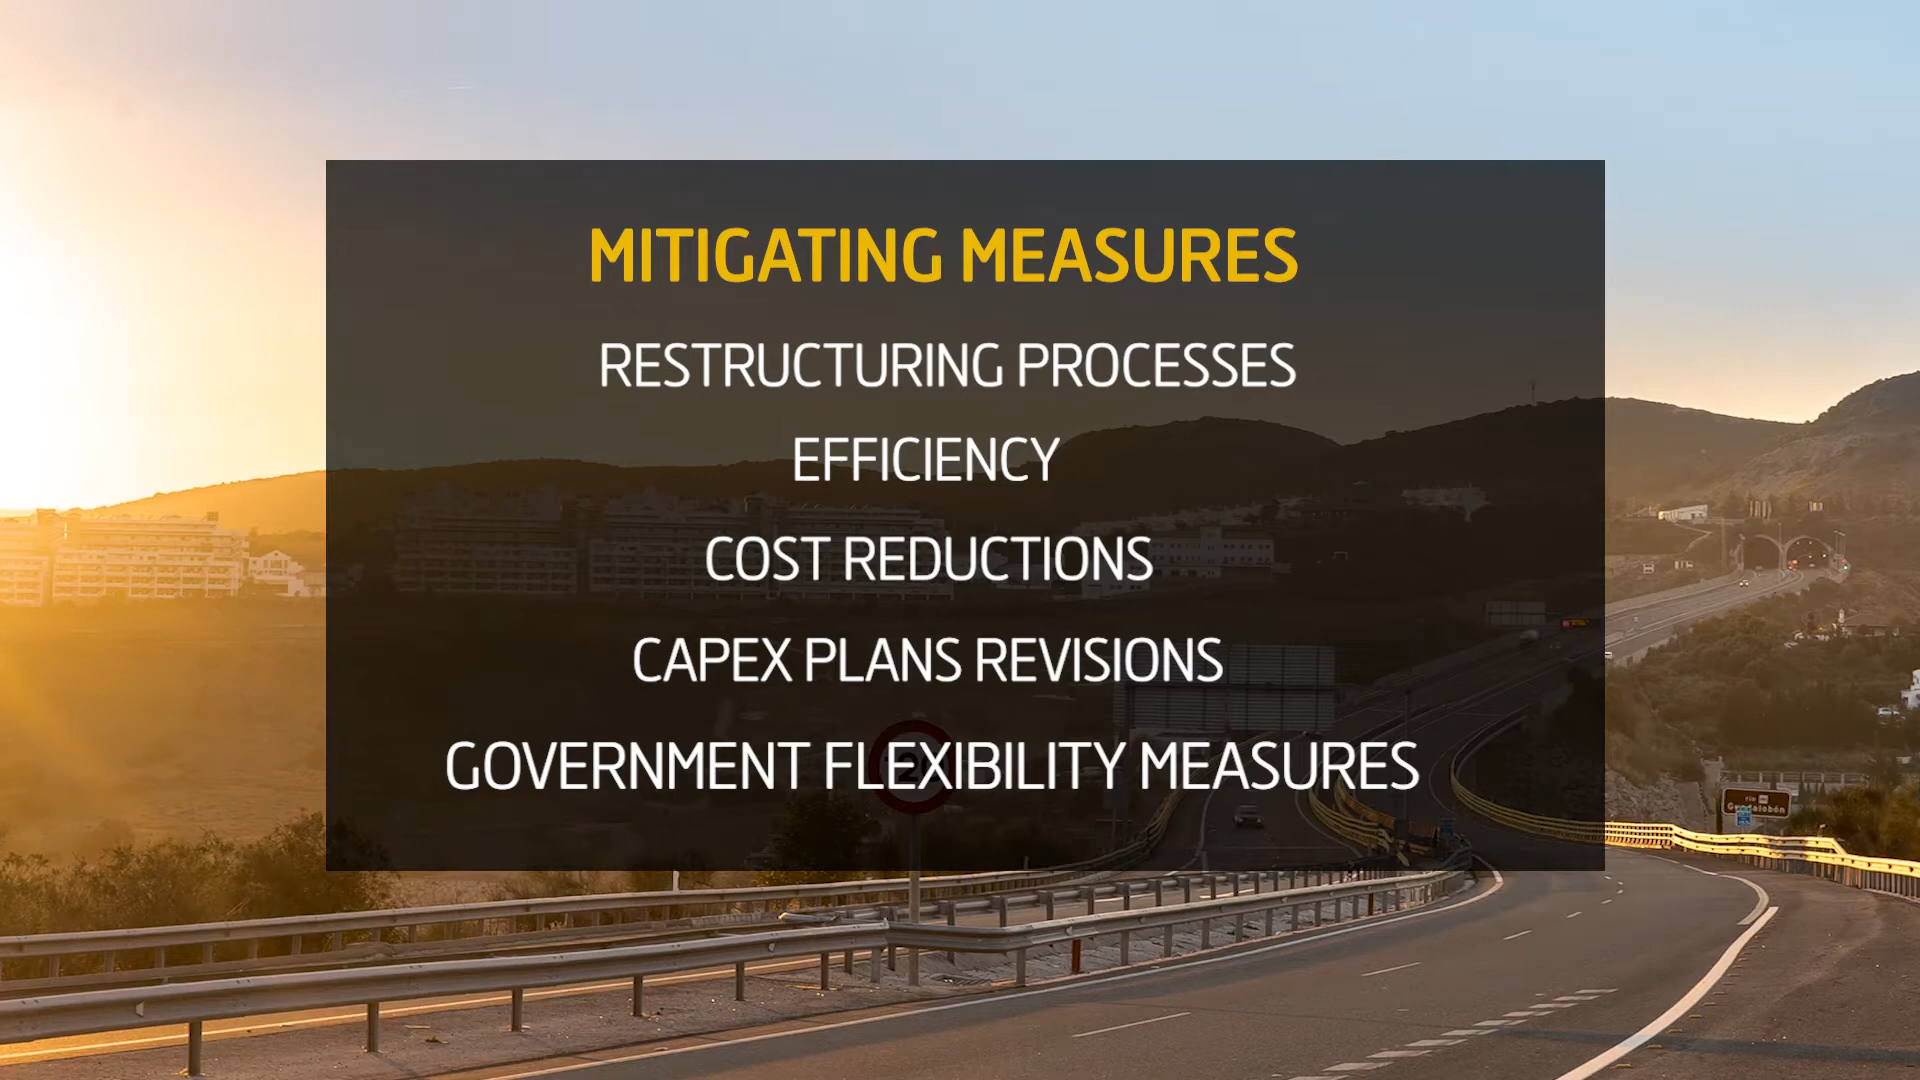 MITIGATING MEASURES
RESTRUCTURING PROCESSES
EFFICIENCY
COST REDUCTIONS
CAPEX PLANS REVISIONS
GOVERNMENT FLEXIBILITY MEASURES